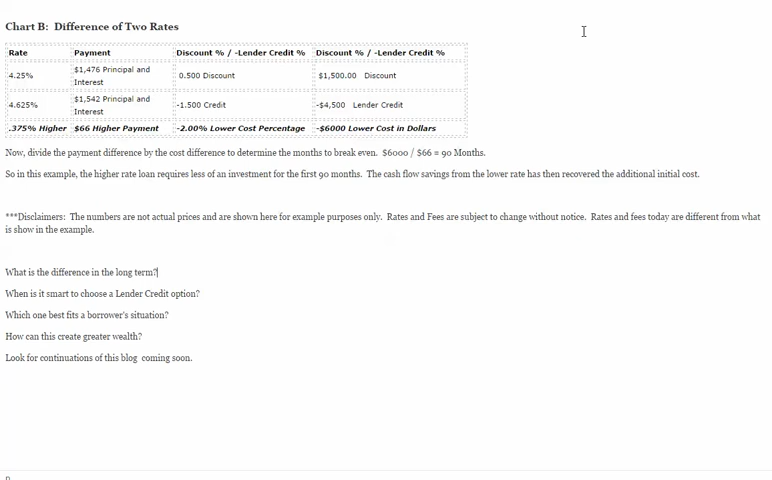 Chart B: Difference of Two Rates
Rate Payment Discount % / -Lender Credit % Discount % / -Lender Credit %
4.25% $1,476 Principal and Interest 0.500 Discount $1,500.00 Discount
4.625% $1,542 Principal and Interest -1.500 Credit -$4,500 Lender Credit
.375% Higher $66 Higher Payment -2.00% Lower Cost Percentage -$6000 Lower Cost in Dollars
Now, divide the payment difference by the cost difference to determine the months to break even. $6000 / $66 = 90 Months.
So in this example, the higher rate loan requires less of an investment for the first 90 months. The cash flow savings from the lower rate has then recovered the additional initial cost.
***Disclaimers: The numbers are not actual prices and are shown here for example purposes only. Rates and Fees are subject to change without notice. Rates and fees today are different from what
is show in the example.
What is the difference in the long term?
When is it smart to choose a Lender Credit option?
Which one best fits a borrower's situation?
How can this create greater wealth?
Look for continuations of this blog coming soon.